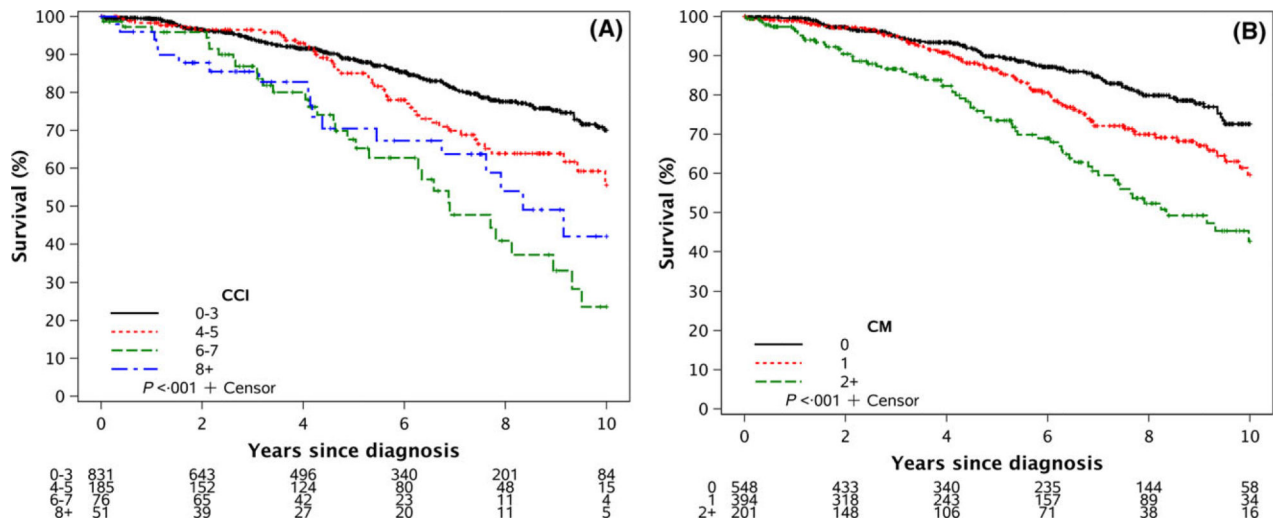 (A)
Survival (%)
100
90
80
70
60
50
40
30
20
10
0
CCI
0-3
4-5
6-7
8+
P <·001 + Censor
0 2 4 6 8 10
Years since diagnosis
0-3 831 643 496 340 201 84
4-5 185 152 124 80 48 15
6-7 76 65 42 23 11 4
8+ 51 39 27 20 11 5
(B)
Survival (%)
100
90
80
70
60
50
40
30
20
10
0
CM
0
1
2+
P <·001 + Censor
0 2 4 6 8 10
Years since diagnosis
0 548 433 340 235 144 58
1 394 318 243 157 89 34
2+ 201 148 106 71 38 16